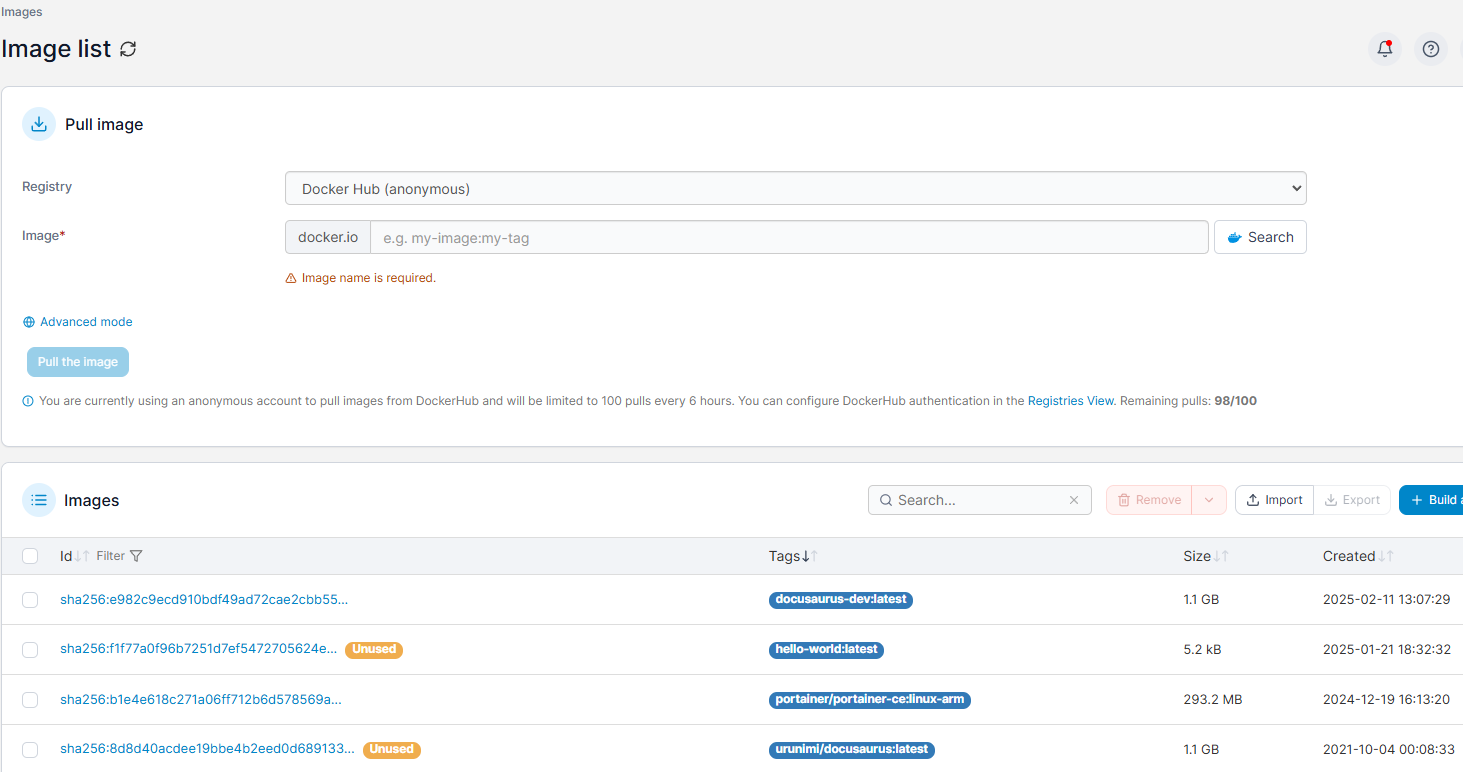 Images
Image list
Pull image
Registry Docker Hub (anonymous)
Image* docker.io e.g. my-image:my-tag Search
Image name is required.
Advanced mode
Pull the image
You are currently using an anonymous account to pull images from DockerHub and will be limited to 100 pulls every 6 hours. You can configure DockerHub authentication in the Registries View. Remaining pulls: 98/100
Images Search... Remove Import Export Build
Id Filter Tags Size Created
sha256:e982c9ecd910bdf49ad72cae2cbb55... docusaurus-dev:latest 1.1 GB 2025-02-11 13:07:29
sha256:f1f77a0f96b7251d7ef5472705624e... Unused hello-world:latest 5.2 kB 2025-01-21 18:32:32
sha256:b1e4e618c271a06ff712b6d578569a... portainer/portainer-ce:linux-arm 293.2 MB 2024-12-19 16:13:20
sha256:8d8d40acdee19bbe4b2eed0d689133... Unused urunimi/docusaurus:latest 1.1 GB 2021-10-04 00:08:33